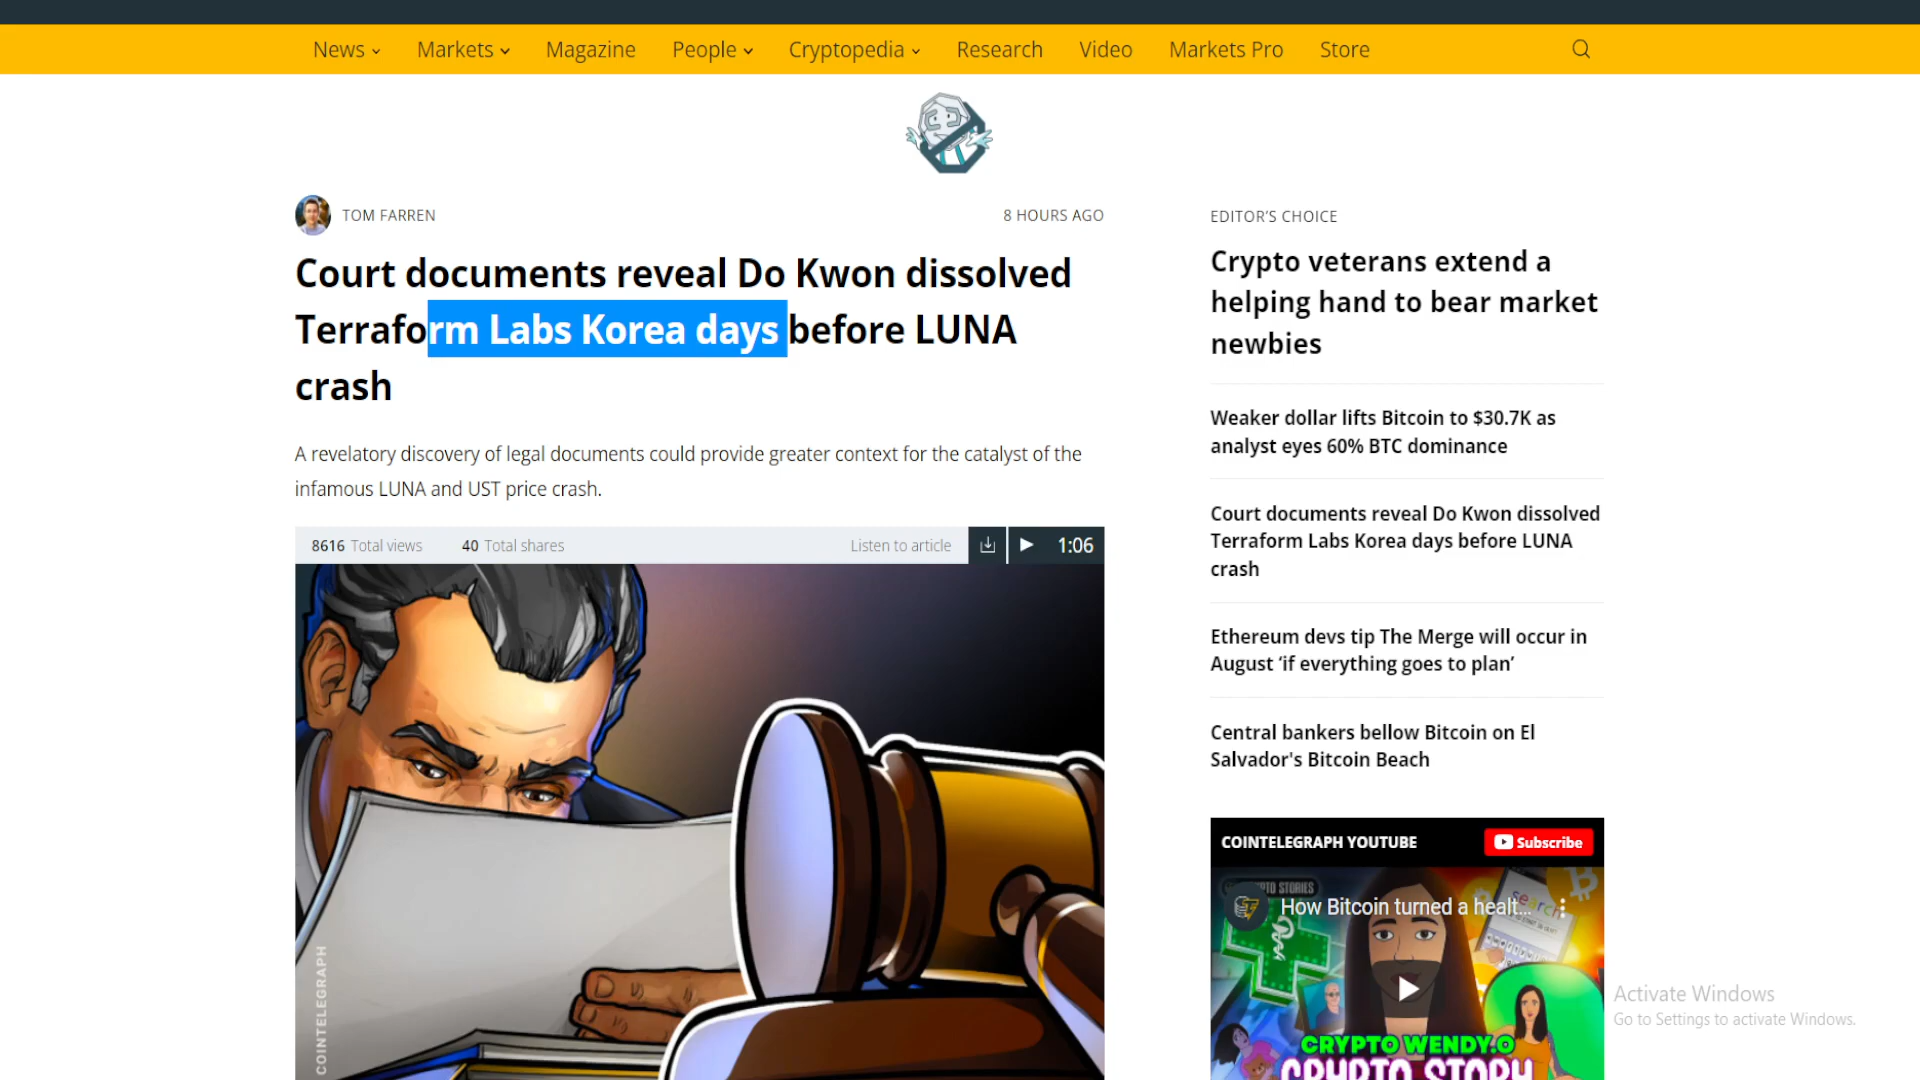 News Markets Magazine People Cryptopedia Research Video Markets Pro Store
TOM FARREN
8 HOURS AGO
Court documents reveal Do Kwon dissolved
Terraform Labs Korea days before LUNA
crash
A revelatory discovery of legal documents could provide greater context for the catalyst of the
infamous LUNA and UST price crash.
8616 Total views 40 Total shares Listen to article 1:06
COINTELEGRAPH
EDITOR'S CHOICE
Crypto veterans extend a
helping hand to bear market
newbies
Weaker dollar lifts Bitcoin to $30.7K as
analyst eyes 60% BTC dominance
Court documents reveal Do Kwon dissolved
Terraform Labs Korea days before LUNA
crash
Ethereum devs tip The Merge will occur in
August ‘if everything goes to plan’
Central bankers bellow Bitcoin on El
Salvador's Bitcoin Beach
COINTELEGRAPH YOUTUBE Subscribe
How Bitcoin turned a healt...
search
CRYPTO WENDY.O
CRYPTO STORY
Activate Windows
Go to Settings to activate Windows.